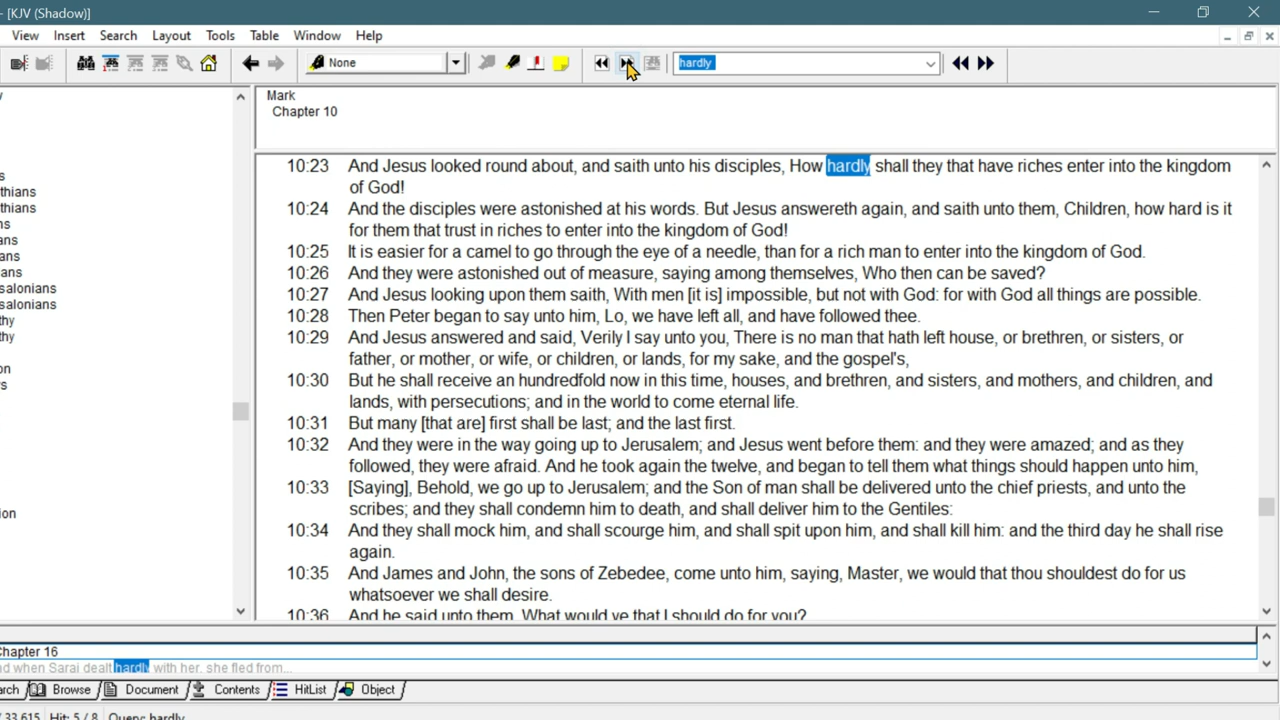 - [KJV (Shadow)]
View Insert Search Layout Tools Table Window Help
None
hardly
Mark
Chapter 10
s
thians
thians
ns
ans
ans
ans
salonians
salonians
thy
thy
on
s
ion
10:23 And Jesus looked round about, and saith unto his disciples, How hardly shall they that have riches enter into the kingdom
of God!
10:24 And the disciples were astonished at his words. But Jesus answereth again, and saith unto them, Children, how hard is it
for them that trust in riches to enter into the kingdom of God!
10:25 It is easier for a camel to go through the eye of a needle, than for a rich man to enter into the kingdom of God.
10:26 And they were astonished out of measure, saying among themselves, Who then can be saved?
10:27 And Jesus looking upon them saith, With men [it is] impossible, but not with God: for with God all things are possible.
10:28 Then Peter began to say unto him, Lo, we have left all, and have followed thee.
10:29 And Jesus answered and said, Verily I say unto you, There is no man that hath left house, or brethren, or sisters, or
father, or mother, or wife, or children, or lands, for my sake, and the gospel's,
10:30 But he shall receive an hundredfold now in this time, houses, and brethren, and sisters, and mothers, and children, and
lands, with persecutions; and in the world to come eternal life.
10:31 But many [that are] first shall be last; and the last first.
10:32 And they were in the way going up to Jerusalem; and Jesus went before them: and they were amazed; and as they
followed, they were afraid. And he took again the twelve, and began to tell them what things should happen unto him,
10:33 [Saying], Behold, we go up to Jerusalem; and the Son of man shall be delivered unto the chief priests, and unto the
scribes; and they shall condemn him to death, and shall deliver him to the Gentiles:
10:34 And they shall mock him, and shall scourge him, and shall spit upon him, and shall kill him: and the third day he shall rise
again.
10:35 And James and John, the sons of Zebedee, come unto him, saying, Master, we would that thou shouldest do for us
whatsoever we shall desire.
10:36 And he said unto them, What would ye that I should do for you?
Chapter 16
nd when Sarai dealt hardly with her, she fled from...
arch Browse Document Contents HitList Object
/ 33,615 Hit: 5 / 8 Query: hardly